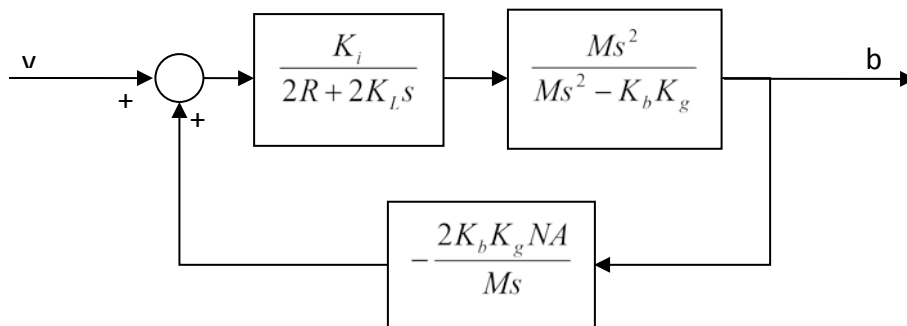 v
+
+
K_i / (2R + 2K_L s)
Ms^2 / (Ms^2 − K_b K_g)
b
− 2K_b K_g NA / Ms